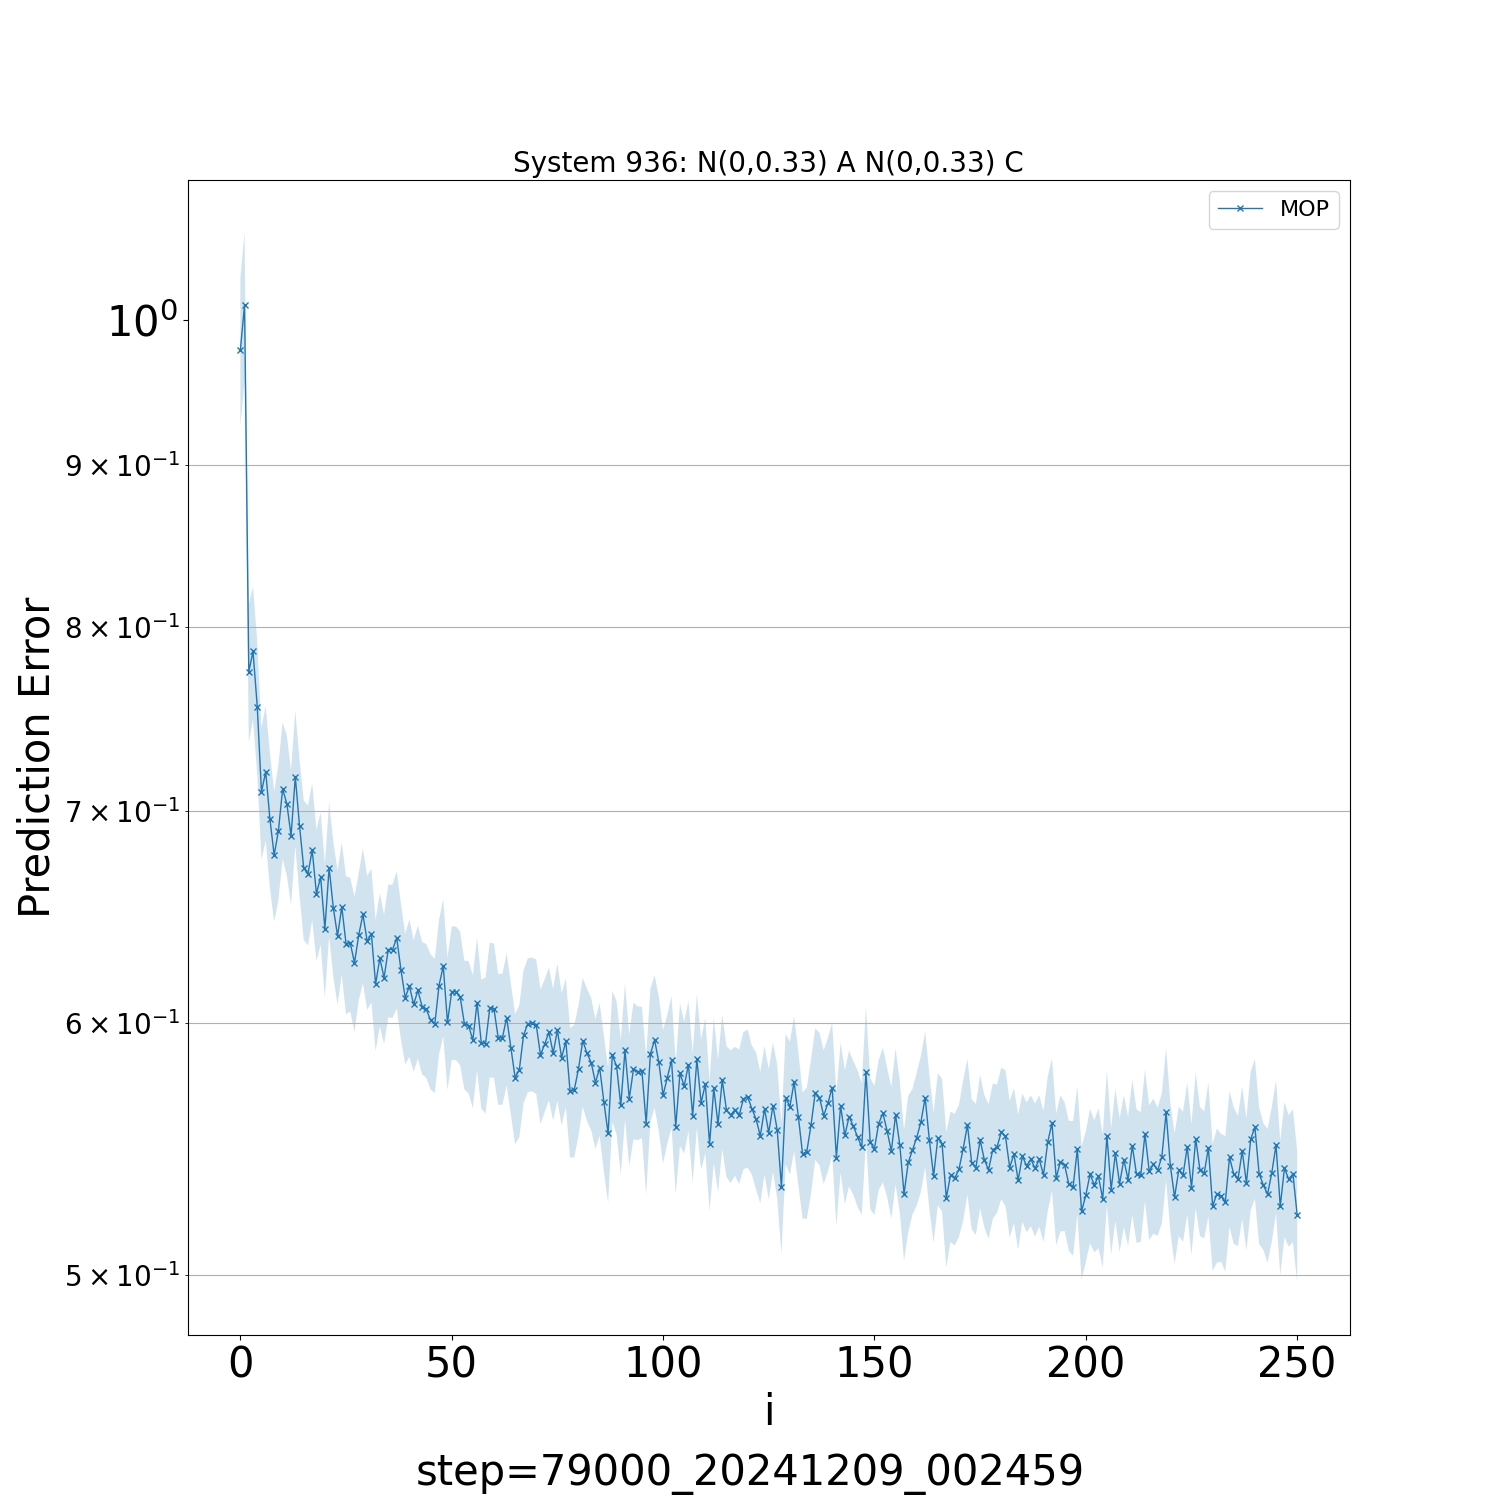 System 936: N(0,0.33) A N(0,0.33) C
MOP
10⁰
9 × 10⁻¹
8 × 10⁻¹
7 × 10⁻¹
6 × 10⁻¹
5 × 10⁻¹
Prediction Error
0 50 100 150 200 250
i
step=79000_20241209_002459